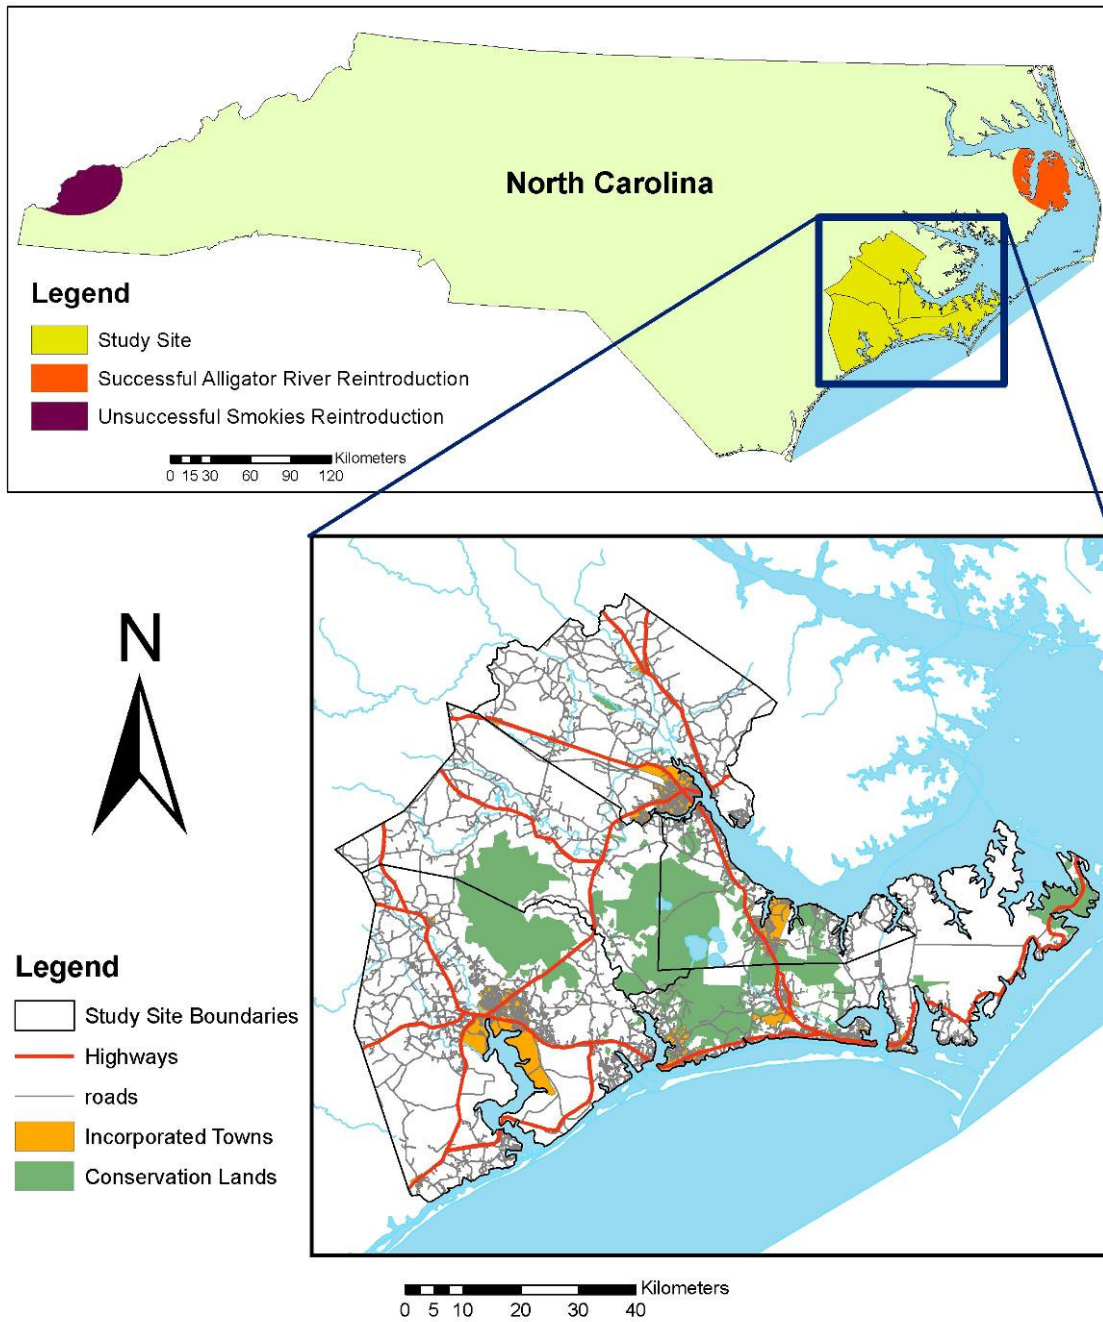 North Carolina
Legend
Study Site
Successful Alligator River Reintroduction
Unsuccessful Smokies Reintroduction
Kilometers
0 15 30 60 90 120
N
Legend
Study Site Boundaries
Highways
roads
Incorporated Towns
Conservation Lands
Kilometers
0 5 10 20 30 40